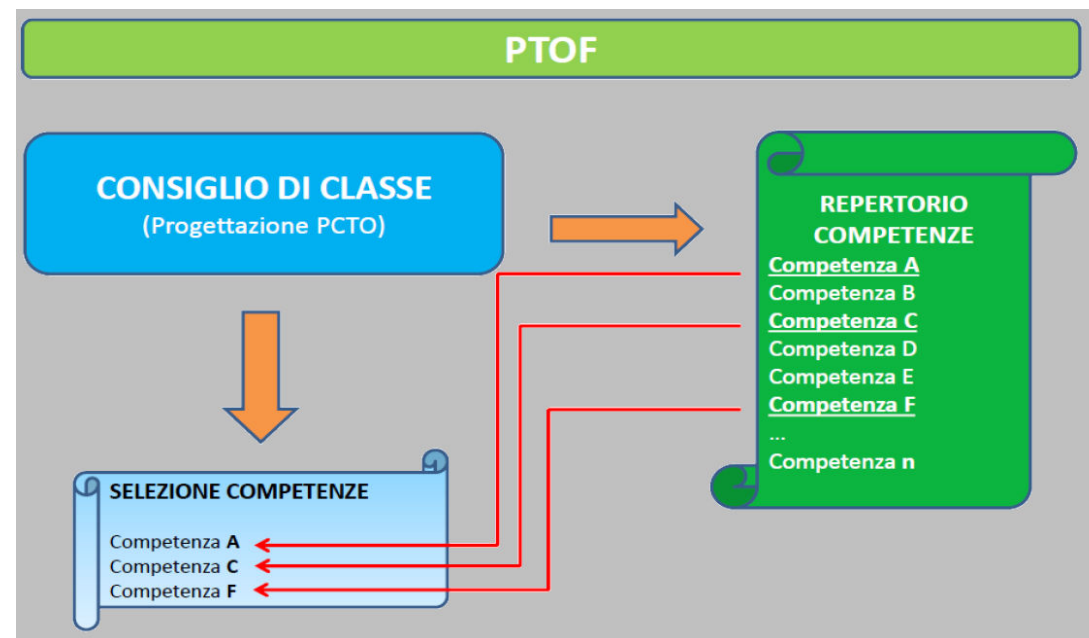 PTOF
CONSIGLIO DI CLASSE
(Progettazione PCTO)
REPERTORIO
COMPETENZE
Competenza A
Competenza B
Competenza C
Competenza D
Competenza E
Competenza F
...
Competenza n
SELEZIONE COMPETENZE
Competenza A
Competenza C
Competenza F